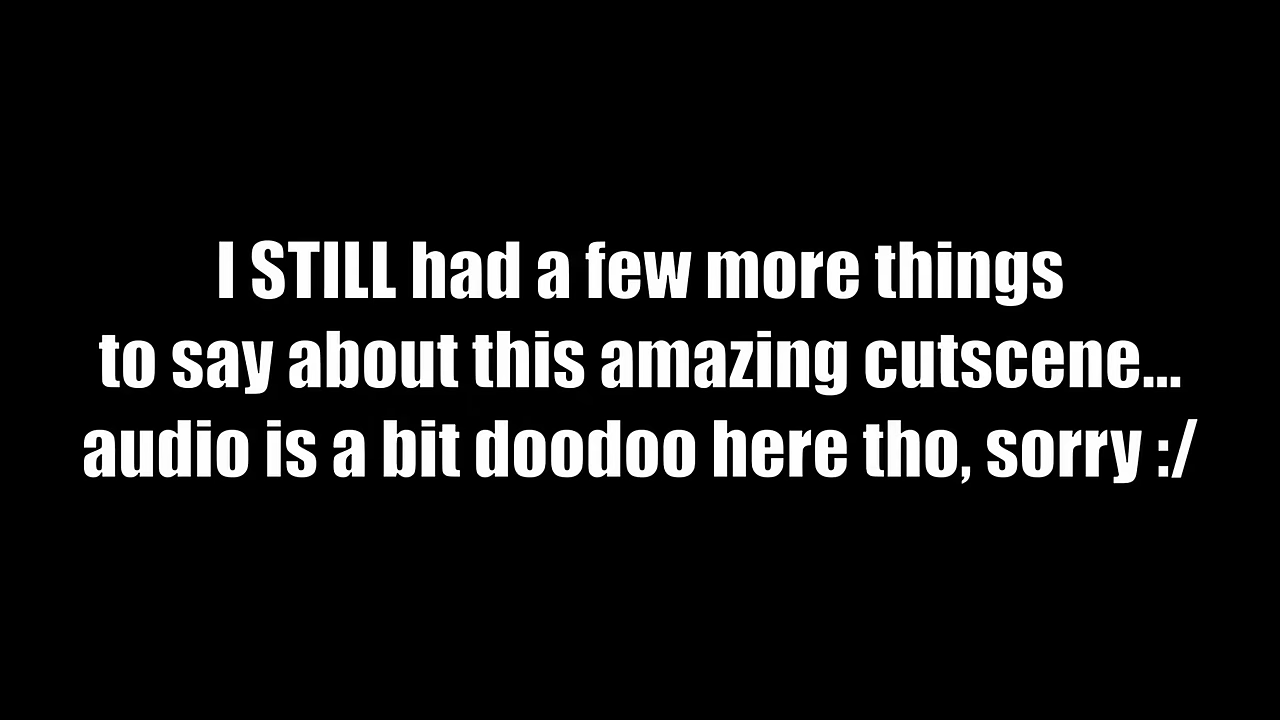 I STILL had a few more things
to say about this amazing cutscene...
audio is a bit doodoo here tho, sorry :/